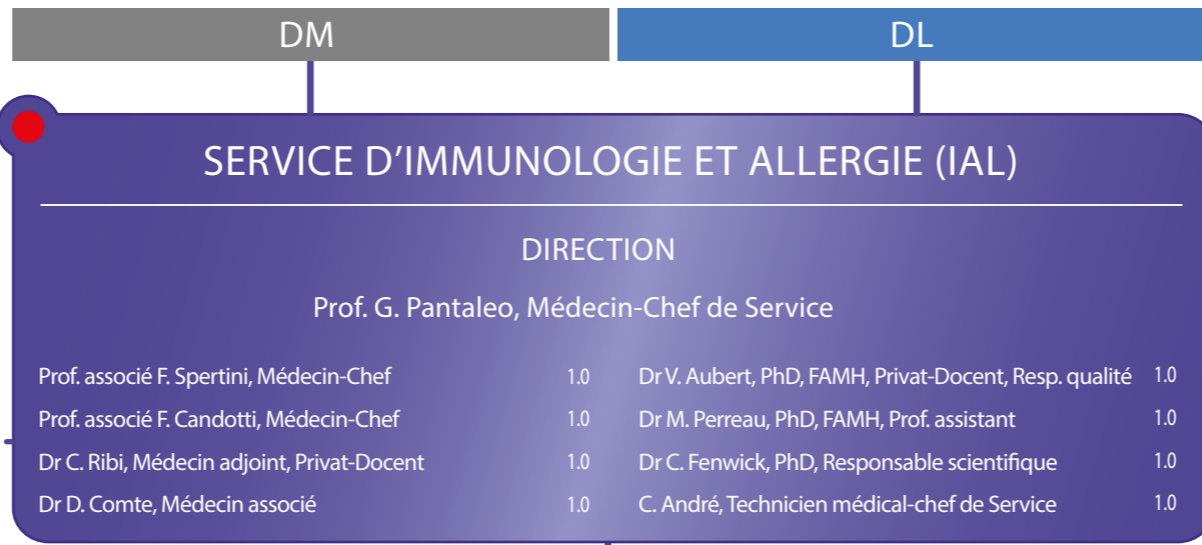 DM
DL
SERVICE D’IMMUNOLOGIE ET ALLERGIE (IAL)
DIRECTION
Prof. G. Pantaleo, Médecin-Chef de Service
Prof. associé F. Spertini, Médecin-Chef 1.0
Prof. associé F. Candotti, Médecin-Chef 1.0
Dr C. Ribi, Médecin adjoint, Privat-Docent 1.0
Dr D. Comte, Médecin associé 1.0
Dr V. Aubert, PhD, FAMH, Privat-Docent, Resp. qualité 1.0
Dr M. Perreau, PhD, FAMH, Prof. assistant 1.0
Dr C. Fenwick, PhD, Responsable scientifique 1.0
C. André, Technicien médical-chef de Service 1.0